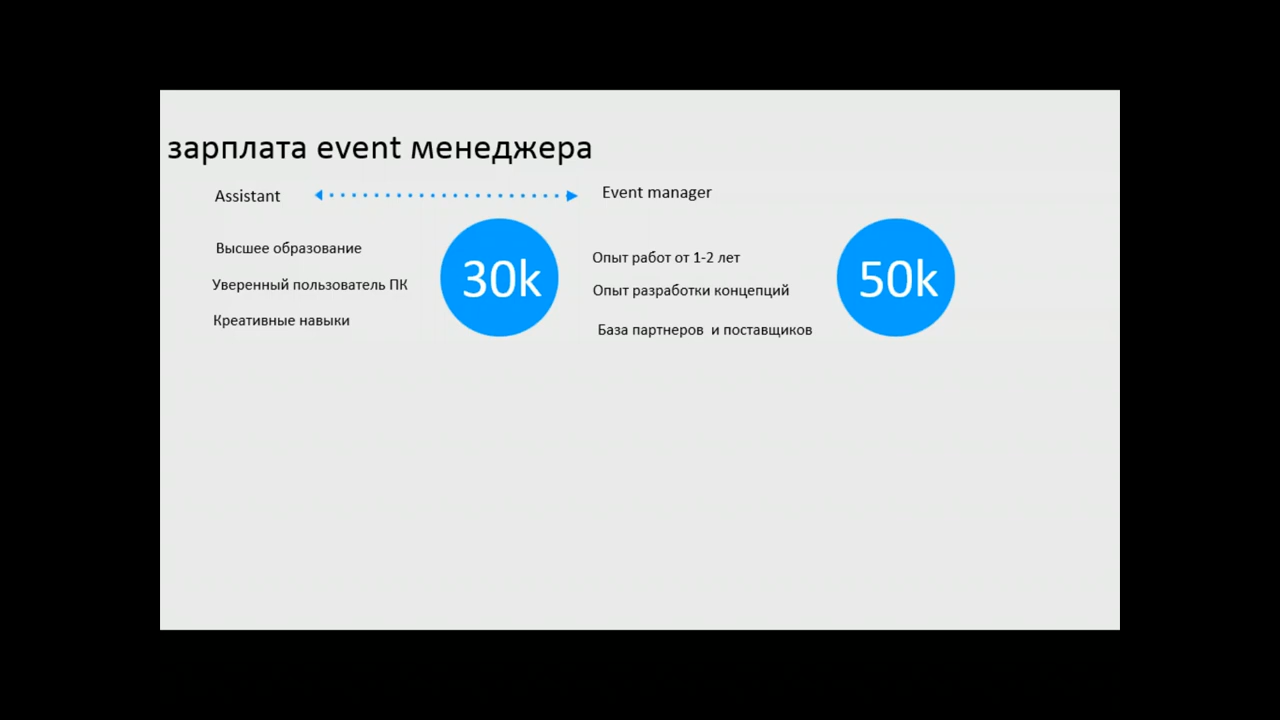 зарплата event менеджера
Assistant
Высшее образование
Уверенный пользователь ПК
Креативные навыки
30k
Event manager
Опыт работ от 1-2 лет
Опыт разработки концепций
База партнеров  и поставщиков
50k